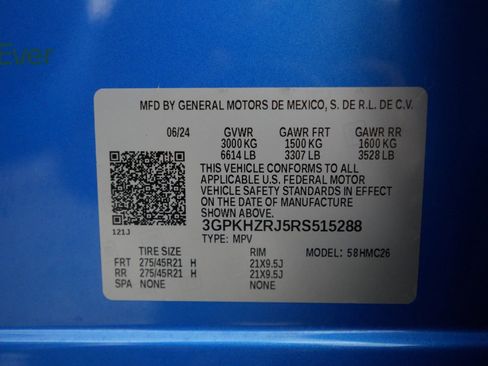 Ever
MFD BY GENERAL MOTORS DE MEXICO, S. DE R.L. DE C.V.
06/24 GVWR GAWR FRT GAWR RR
3000 KG 1500 KG 1600 KG
6614 LB 3307 LB 3528 LB
THIS VEHICLE CONFORMS TO ALL
APPLICABLE U.S. FEDERAL MOTOR
VEHICLE SAFETY STANDARDS IN EFFECT
ON THE DATE OF MANUFACTURE
SHOWN ABOVE.
3GPKHZRJ5RS515288
121J TYPE: MPV
TIRE SIZE RIM MODEL: 58HMC26
FRT 275/45R21 H 21X9.5J
RR 275/45R21 H 21X9.5J
SPA NONE NONE